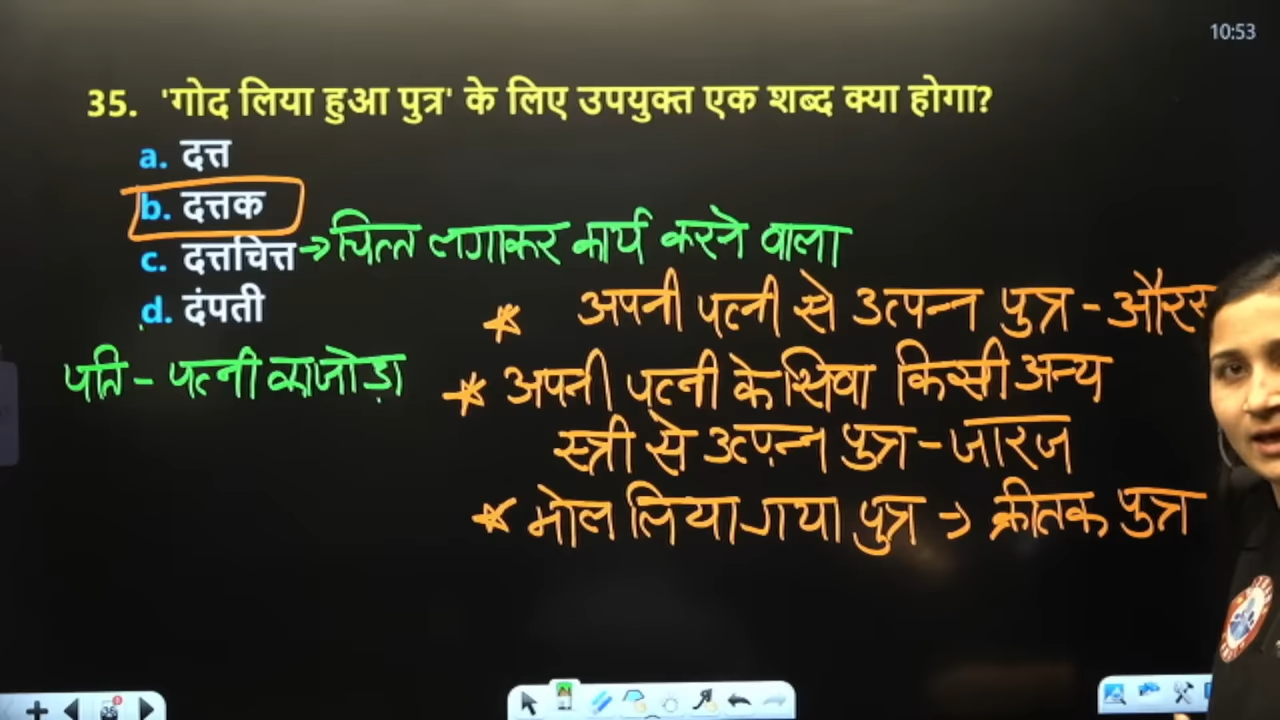 10:53
35. 'गोद लिया हुआ पुत्र' के लिए उपयुक्त एक शब्द क्या होगा?
a. दत्त
b. दत्तक
c. दत्तचित्त → चित्त लगाकर कार्य करने वाला
d. दंपती
पति - पत्नी का जोड़ा
* अपनी पत्नी से उत्पन्न पुत्र - औरस
* अपनी पत्नी के सिवा किसी अन्य
स्त्री से उत्पन्न पुत्र - जारज
* मोल लिया गया पुत्र → क्रीतक पुत्र